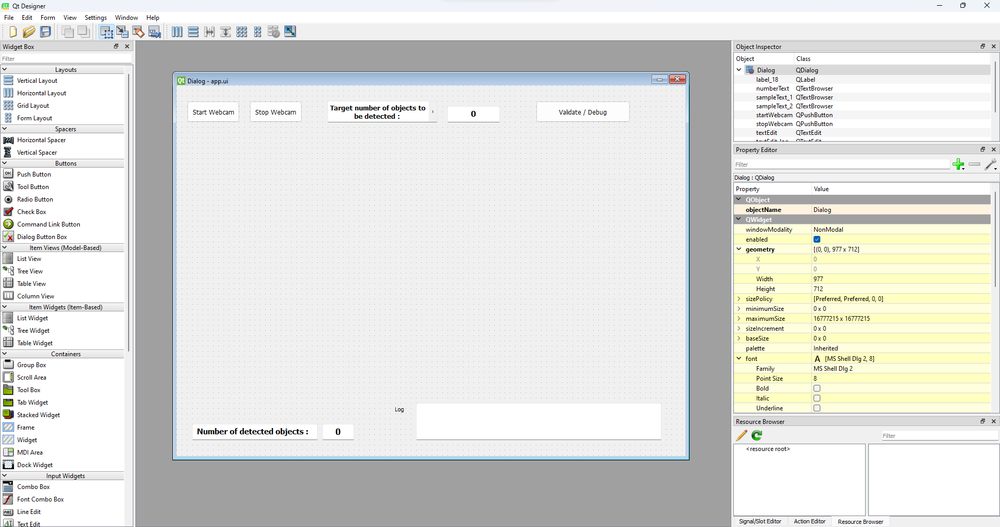 Qt Designer
File Edit Form View Settings Window Help
Widget Box
Filter
Layouts
Vertical Layout
Horizontal Layout
Grid Layout
Form Layout
Spacers
Horizontal Spacer
Vertical Spacer
Buttons
Push Button
Tool Button
Radio Button
Check Box
Command Link Button
Dialog Button Box
Item Views (Model-Based)
List View
Tree View
Table View
Column View
Item Widgets (Item-Based)
List Widget
Tree Widget
Table Widget
Containers
Group Box
Scroll Area
Tool Box
Tab Widget
Stacked Widget
Frame
Widget
MDI Area
Dock Widget
Input Widgets
Combo Box
Font Combo Box
Line Edit
Text Edit
Dialog - app.ui
Start Webcam
Stop Webcam
Target number of objects to
be detected :
0
Validate / Debug
Log
Number of detected objects :
0
Object Inspector
Object Class
Dialog QDialog
label_18 QLabel
numberText QTextBrowser
sampleText_1 QTextBrowser
sampleText_2 QTextBrowser
startWebcam QPushButton
stopWebcam QPushButton
textEdit QTextEdit
Property Editor
Filter
Dialog : QDialog
Property Value
QObject
objectName Dialog
QWidget
windowModality NonModal
enabled
geometry [(0, 0), 977 x 712]
X 0
Y 0
Width 977
Height 712
sizePolicy [Preferred, Preferred, 0, 0]
minimumSize 0 x 0
maximumSize 16777215 x 16777215
sizeIncrement 0 x 0
baseSize 0 x 0
palette Inherited
font A [MS Shell Dlg 2, 8]
Family MS Shell Dlg 2
Point Size 8
Bold
Italic
Underline
Resource Browser
Filter
<resource root>
Signal/Slot Editor Action Editor Resource Browser